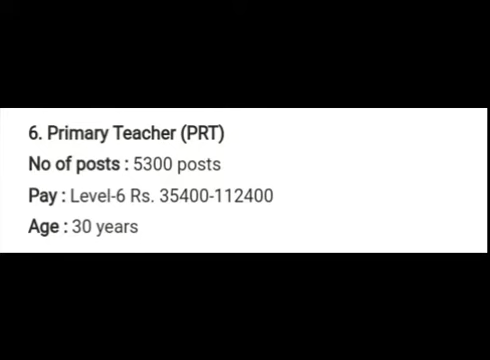 6. Primary Teacher (PRT)
No of posts : 5300 posts
Pay : Level-6 Rs. 35400-112400
Age : 30 years